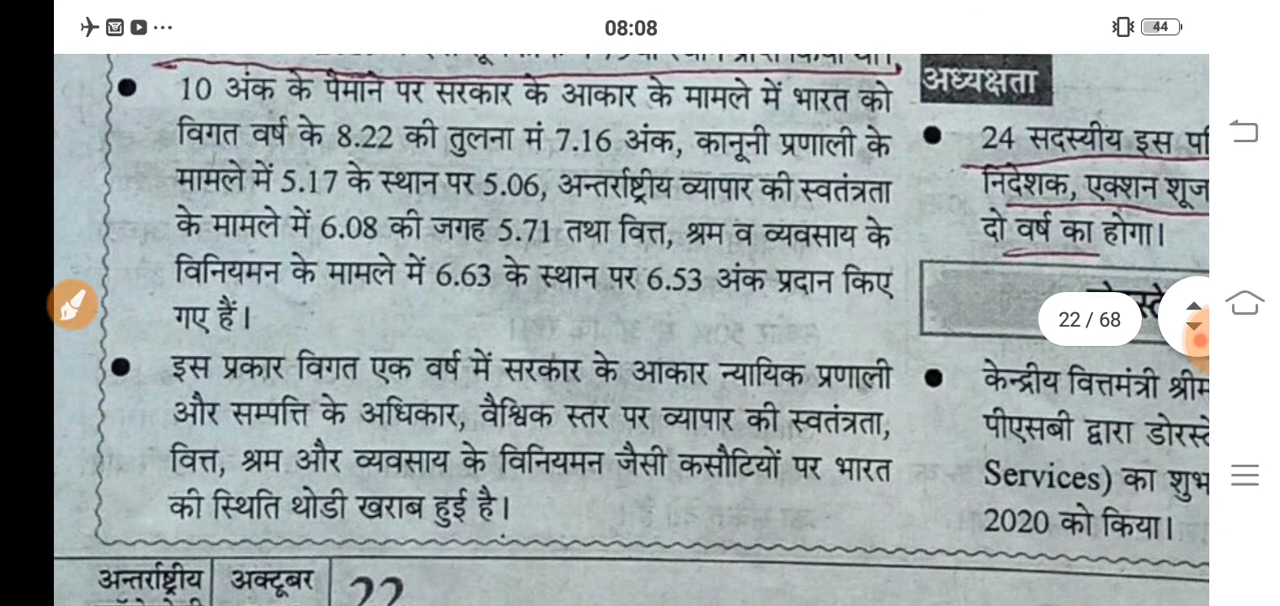 08:08
44
10 अंक के पैमाने पर सरकार के आकार के मामले में भारत को
विगत वर्ष के 8.22 की तुलना मं 7.16 अंक, कानूनी प्रणाली के
मामले में 5.17 के स्थान पर 5.06, अन्तर्राष्ट्रीय व्यापार की स्वतंत्रता
के मामले में 6.08 की जगह 5.71 तथा वित्त, श्रम व व्यवसाय के
विनियमन के मामले में 6.63 के स्थान पर 6.53 अंक प्रदान किए
गए हैं।
इस प्रकार विगत एक वर्ष में सरकार के आकार न्यायिक प्रणाली
और सम्पत्ति के अधिकार, वैश्विक स्तर पर व्यापार की स्वतंत्रता,
वित्त, श्रम और व्यवसाय के विनियमन जैसी कसौटियों पर भारत
की स्थिति थोडी खराब हुई है।
अन्तर्राष्ट्रीय अक्टूबर 22
अध्यक्षता
24 सदस्यीय इस
निदेशक, एक्शन शूज
दो वर्ष का होगा।
22 / 68
केन्द्रीय वित्तमंत्री
पीएसबी द्वारा
Services) का
2020 को किया।